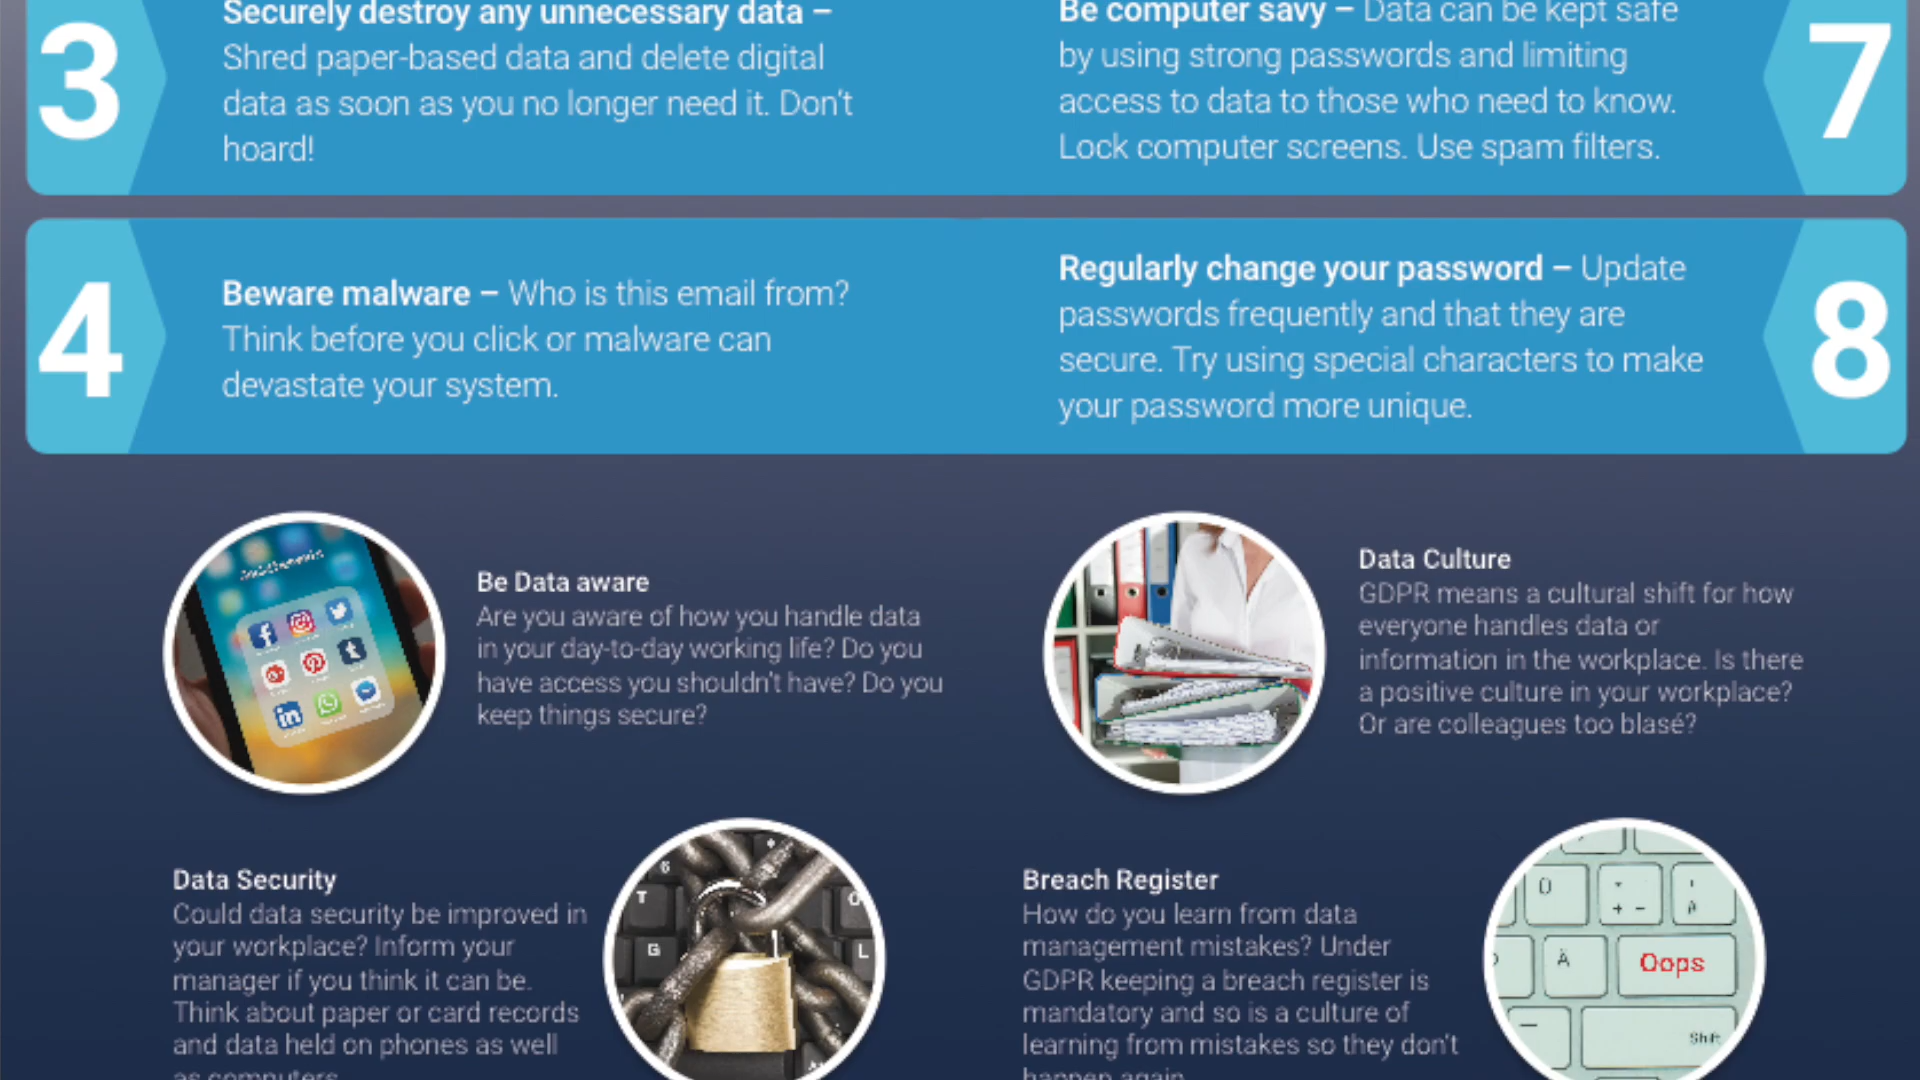 3
Securely destroy any unnecessary data –
Shred paper-based data and delete digital
data as soon as you no longer need it. Don't
hoard!
Be computer savy – Data can be kept safe
by using strong passwords and limiting
access to data to those who need to know.
Lock computer screens. Use spam filters.
7
4
Beware malware – Who is this email from?
Think before you click or malware can
devastate your system.
Regularly change your password – Update
passwords frequently and that they are
secure. Try using special characters to make
your password more unique.
8
Be Data aware
Are you aware of how you handle data
in your day-to-day working life? Do you
have access you shouldn't have? Do you
keep things secure?
Data Culture
GDPR means a cultural shift for how
everyone handles data or
information in the workplace. Is there
a positive culture in your workplace?
Or are colleagues too blasé?
Data Security
Could data security be improved in
your workplace? Inform your
manager if you think it can be.
Think about paper or card records
and data held on phones as well
as computers
6
T
O
G
L
Breach Register
How do you learn from data
management mistakes? Under
GDPR keeping a breach register is
mandatory and so is a culture of
learning from mistakes so they don't
happen again
Ü
+ -
Ä
Oops
Shift